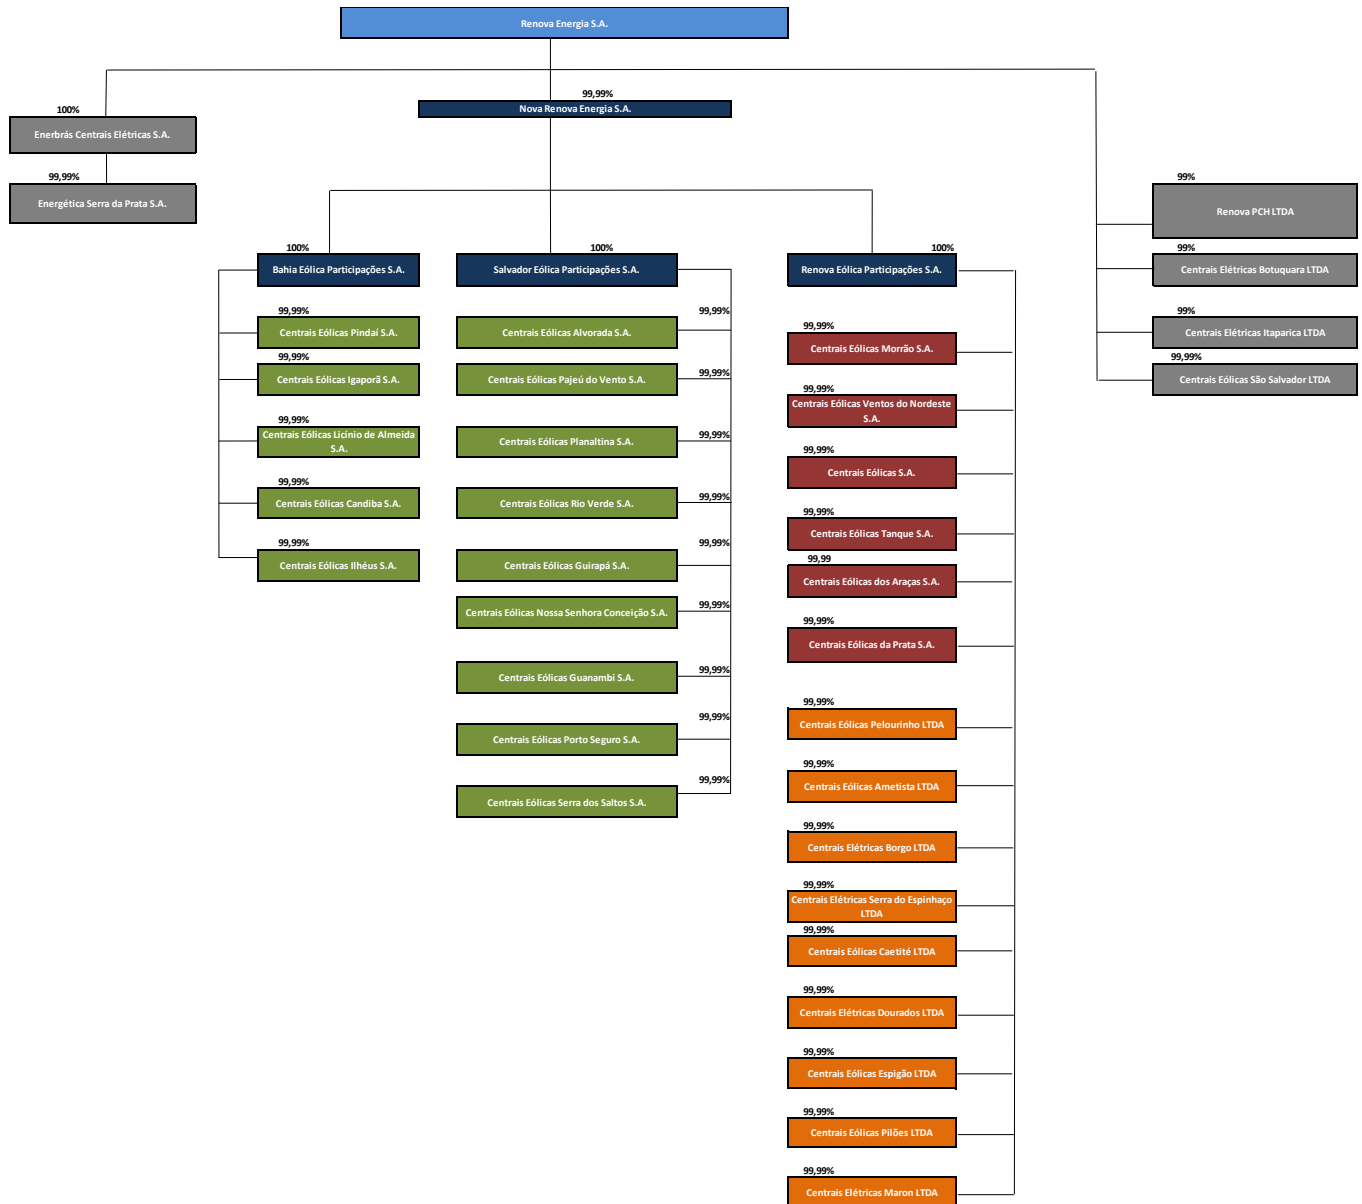 Renova Energia S.A.
99,99%
Nova Renova Energia S.A.
100%
Enerbrás Centrais Elétricas S.A.
99,99%
Energética Serra da Prata S.A.
100%
Bahia Eólica Participações S.A.
99,99%
Centrais Eólicas Pindaí S.A.
99,99%
Centrais Eólicas Igaporã S.A.
99,99%
Centrais Eólicas Licínio de Almeida
S.A.
99,99%
Centrais Eólicas Candiba S.A.
99,99%
Centrais Eólicas Ilhéus S.A.
100%
Salvador Eólica Participações S.A.
99,99%
Centrais Eólicas Alvorada S.A.
99,99%
Centrais Eólicas Pajeú do Vento S.A.
99,99%
Centrais Eólicas Planaltina S.A.
99,99%
Centrais Eólicas Rio Verde S.A.
99,99%
Centrais Eólicas Guirapá S.A.
99,99%
Centrais Eólicas Nossa Senhora Conceição S.A.
99,99%
Centrais Eólicas Guanambi S.A.
99,99%
Centrais Eólicas Porto Seguro S.A.
99,99%
Centrais Eólicas Serra dos Saltos S.A.
100%
Renova Eólica Participações S.A.
99,99%
Centrais Eólicas Morrão S.A.
99,99%
Centrais Eólicas Ventos do Nordeste
S.A.
99,99%
Centrais Eólicas S.A.
99,99%
Centrais Eólicas Tanque S.A.
99,99
Centrais Eólicas dos Araças S.A.
99,99%
Centrais Eólicas da Prata S.A.
99,99%
Centrais Eólicas Pelourinho LTDA
99,99%
Centrais Eólicas Ametista LTDA
99,99%
Centrais Elétricas Borgo LTDA
99,99%
Centrais Elétricas Serra do Espinhaço
LTDA
99,99%
Centrais Eólicas Caetité LTDA
99,99%
Centrais Elétricas Dourados LTDA
99,99%
Centrais Eólicas Espigão LTDA
99,99%
Centrais Eólicas Pilões LTDA
99,99%
Centrais Elétricas Maron LTDA
99%
Renova PCH LTDA
99%
Centrais Elétricas Botuquara LTDA
99%
Centrais Elétricas Itaparica LTDA
99,99%
Centrais Eólicas São Salvador LTDA